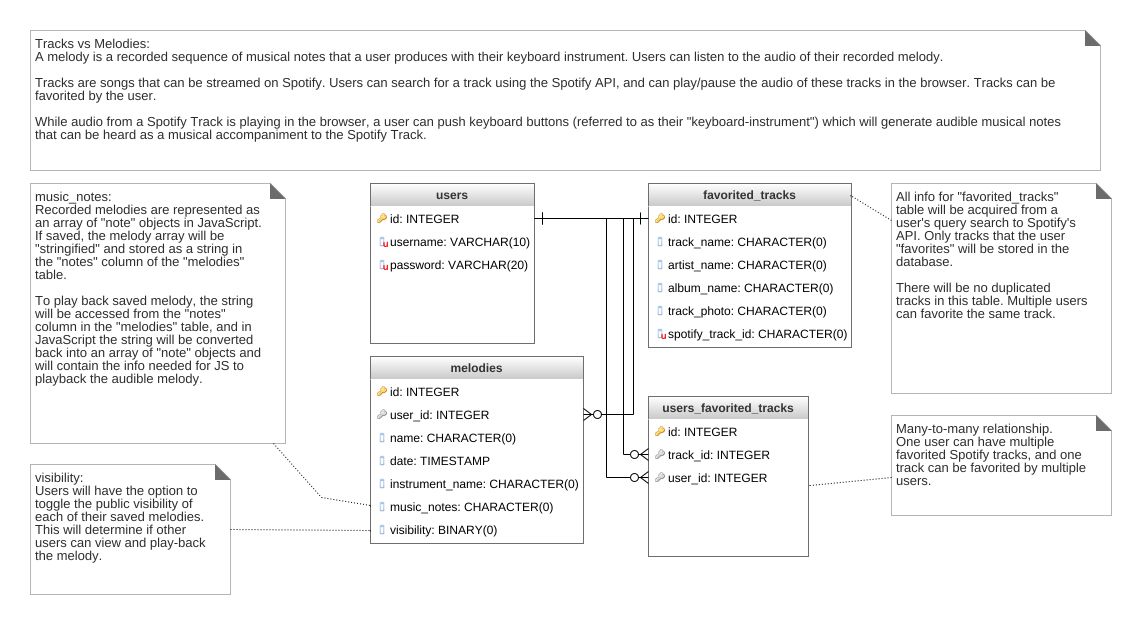 Tracks vs Melodies:
A melody is a recorded sequence of musical notes that a user produces with their keyboard instrument. Users can listen to the audio of their recorded melody.
Tracks are songs that can be streamed on Spotify. Users can search for a track using the Spotify API, and can play/pause the audio of these tracks in the browser. Tracks can be
favorited by the user.
While audio from a Spotify Track is playing in the browser, a user can push keyboard buttons (referred to as their "keyboard-instrument") which will generate audible musical notes
that can be heard as a musical accompaniment to the Spotify Track.
music_notes:
Recorded melodies are represented as
an array of "note" objects in JavaScript.
If saved, the melody array will be
"stringified" and stored as a string in
the "notes" column of the "melodies"
table.
To play back saved melody, the string
will be accessed from the "notes"
column in the "melodies" table, and in
JavaScript the string will be converted
back into an array of "note" objects and
will contain the info needed for JS to
playback the audible melody.
visibility:
Users will have the option to
toggle the public visibility of
each of their saved melodies.
This will determine if other
users can view and play-back
the melody.
users
id: INTEGER
username: VARCHAR(10)
password: VARCHAR(20)
melodies
id: INTEGER
user_id: INTEGER
name: CHARACTER(0)
date: TIMESTAMP
instrument_name: CHARACTER(0)
music_notes: CHARACTER(0)
visibility: BINARY(0)
favorited_tracks
id: INTEGER
track_name: CHARACTER(0)
artist_name: CHARACTER(0)
album_name: CHARACTER(0)
track_photo: CHARACTER(0)
spotify_track_id: CHARACTER(0)
users_favorited_tracks
id: INTEGER
track_id: INTEGER
user_id: INTEGER
All info for "favorited_tracks"
table will be acquired from a
user's query search to Spotify's
API. Only tracks that the user
"favorites" will be stored in the
database.
There will be no duplicated
tracks in this table. Multiple users
can favorite the same track.
Many-to-many relationship.
One user can have multiple
favorited Spotify tracks, and one
track can be favorited by multiple
users.